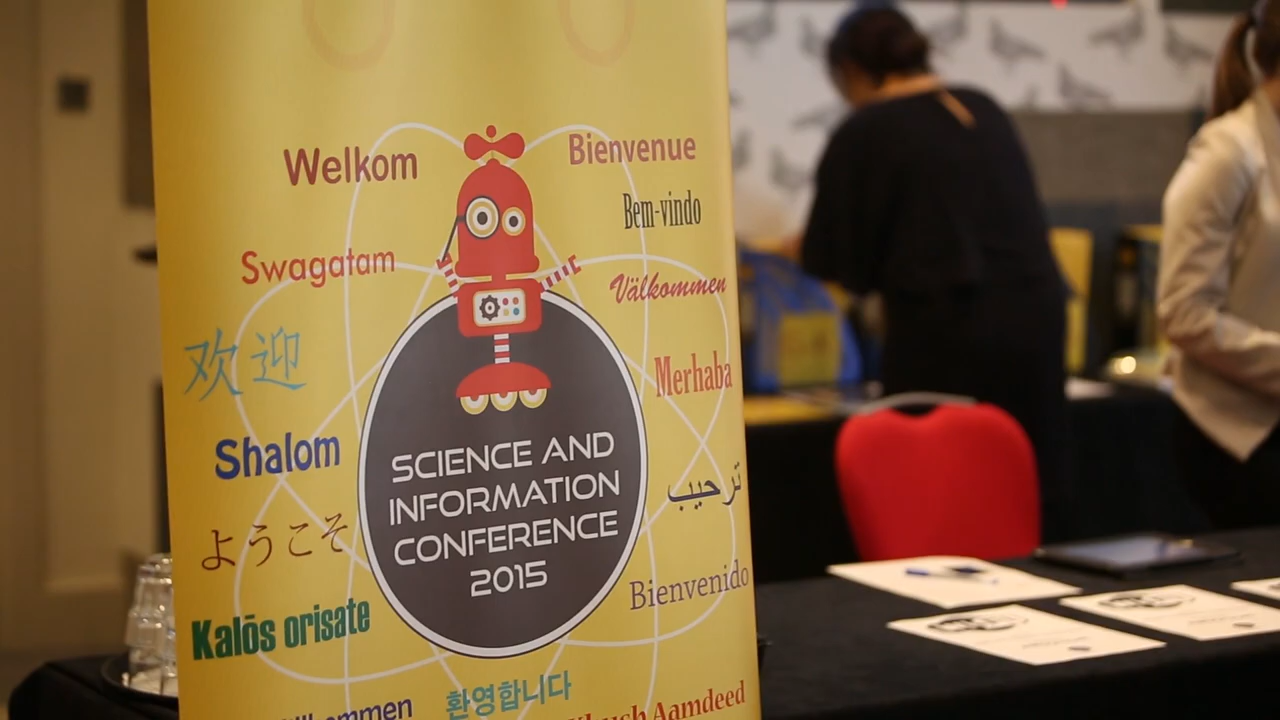 Welkom
Bienvenue
Bem-vindo
Swagatam
Välkommen
欢迎
Merhaba
Shalom
SCIENCE AND
INFORMATION
CONFERENCE
2015
ترحيب
ようこそ
Bienvenido
Kalōs orisate
환영합니다
Aamdeed